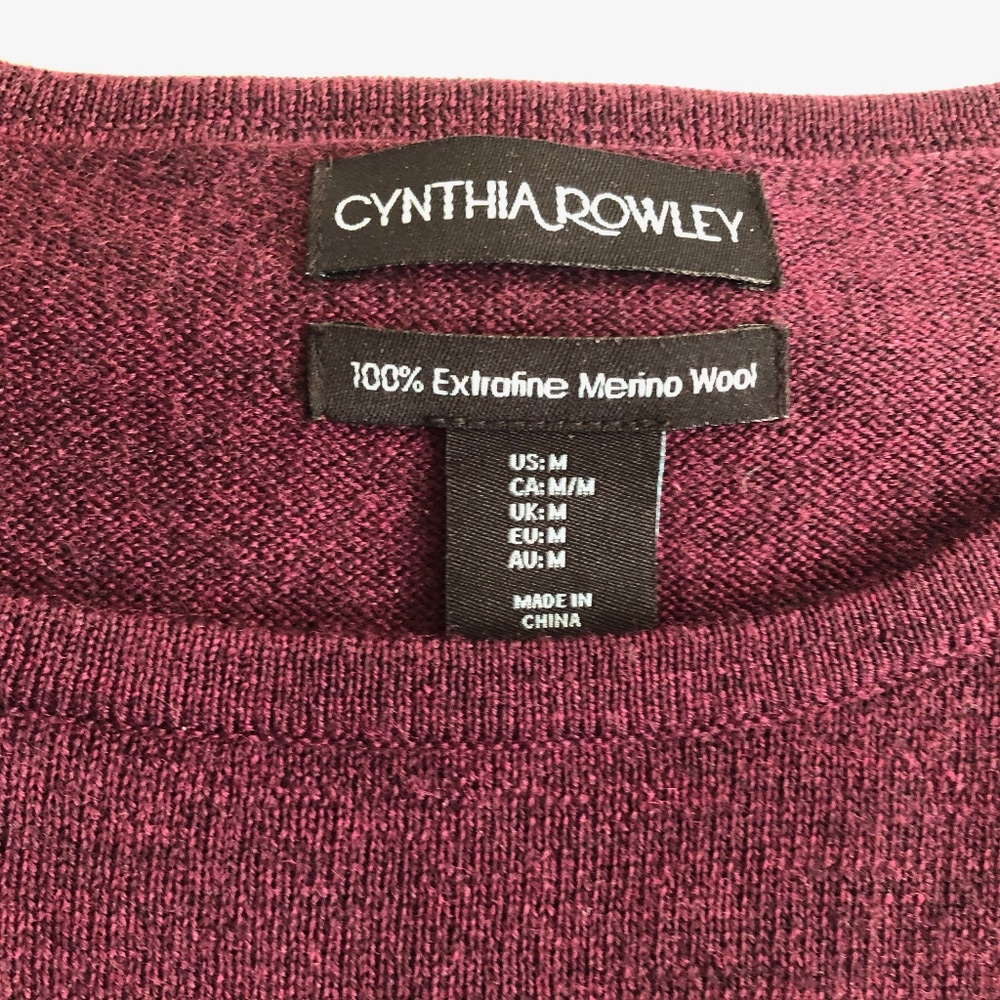 CYNTHIA ROWLEY
100% Extrafine Merino Wool
US: M
CA: M/M
UK: M
EU: M
AU: M
MADE IN
CHINA